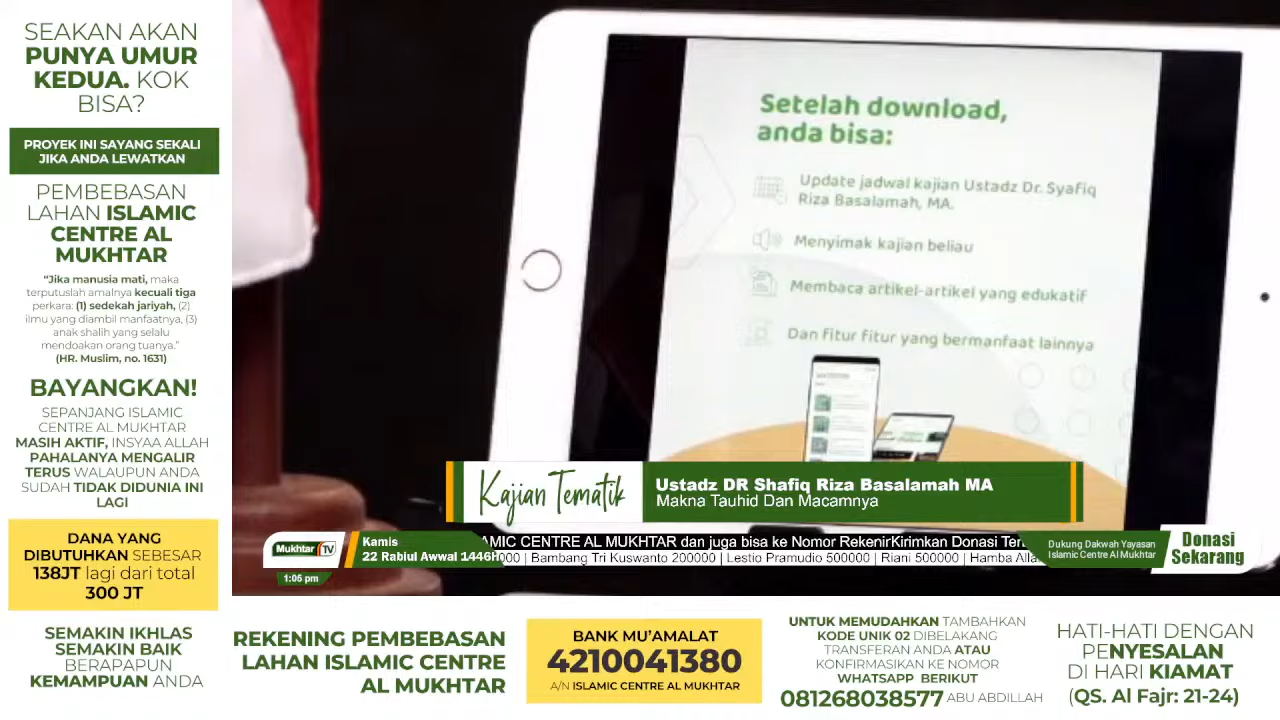 SEAKAN AKAN
PUNYA UMUR
KEDUA. KOK
BISA?
PROYEK INI SAYANG SEKALI
JIKA ANDA LEWATKAN
PEMBEBASAN
LAHAN ISLAMIC
CENTRE AL
MUKHTAR
“Jika manusia mati, maka
terputuslah amalnya kecuali tiga
perkara: (1) sedekah jariyah, (2)
ilmu yang diambil manfaatnya, (3)
anak shalih yang selalu
mendoakan orang tuanya.”
(HR. Muslim, no. 1631)
BAYANGKAN!
SEPANJANG ISLAMIC
CENTRE AL MUKHTAR
MASIH AKTIF, INSYAA ALLAH
PAHALANYA MENGALIR
TERUS WALAUPUN ANDA
SUDAH TIDAK DIDUNIA INI
LAGI
DANA YANG
DIBUTUHKAN SEBESAR
138JT lagi dari total
300 JT
SEMAKIN IKHLAS
SEMAKIN BAIK
BERAPAPUN
KEMAMPUAN ANDA
Setelah download,
anda bisa:
Update jadwal kajian Ustadz Dr. Syafiq
Riza Basalamah, MA.
Menyimak kajian beliau
Membaca artikel-artikel yang edukatif
Dan fitur fitur yang bermanfaat lainnya
Kajian Tematik
Ustadz DR Shafiq Riza Basalamah MA
Makna Tauhid Dan Macamnya
Mukhtar TV
Kamis
22 Rabiul Awwal 1446H
1:05 pm
AMIC CENTRE AL MUKHTAR dan juga bisa ke Nomor RekenirKirimkan Donasi Ter
000 | Bambang Tri Kuswanto 200000 | Lestio Pramudio 500000 | Riani 500000 | Hamba Alla
Dukung Dakwah Yayasan
Islamic Centre Al Mukhtar
Donasi
Sekarang
REKENING PEMBEBASAN
LAHAN ISLAMIC CENTRE
AL MUKHTAR
BANK MU’AMALAT
4210041380
A/N ISLAMIC CENTRE AL MUKHTAR
UNTUK MEMUDAHKAN TAMBAHKAN
KODE UNIK 02 DIBELAKANG
TRANSFERAN ANDA ATAU
KONFIRMASIKAN KE NOMOR
WHATSAPP BERIKUT
081268038577 ABU ABDILLAH
HATI-HATI DENGAN
PENYESALAN
DI HARI KIAMAT
(QS. Al Fajr: 21-24)